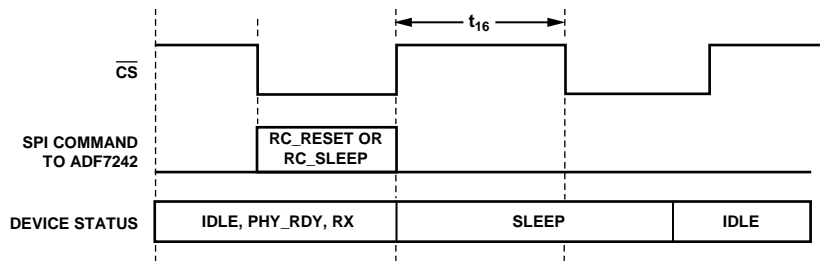 t16
CS
SPI COMMAND
TO ADF7242
RC_RESET OR
RC_SLEEP
DEVICE STATUS
IDLE, PHY_RDY, RX
SLEEP
IDLE